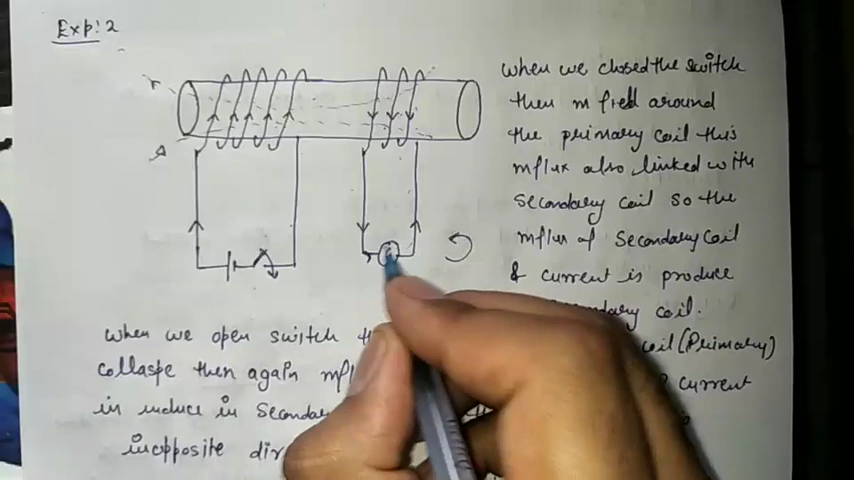 Exp: 2
when we closed the switch
then m field around
the primary coil this
mflux also linked with
secondary coil so the
mflux of secondary coil
& current is produce
coil.
when we open switch
coil (Primary)
collaspe then again
current
in induce in
inopposite